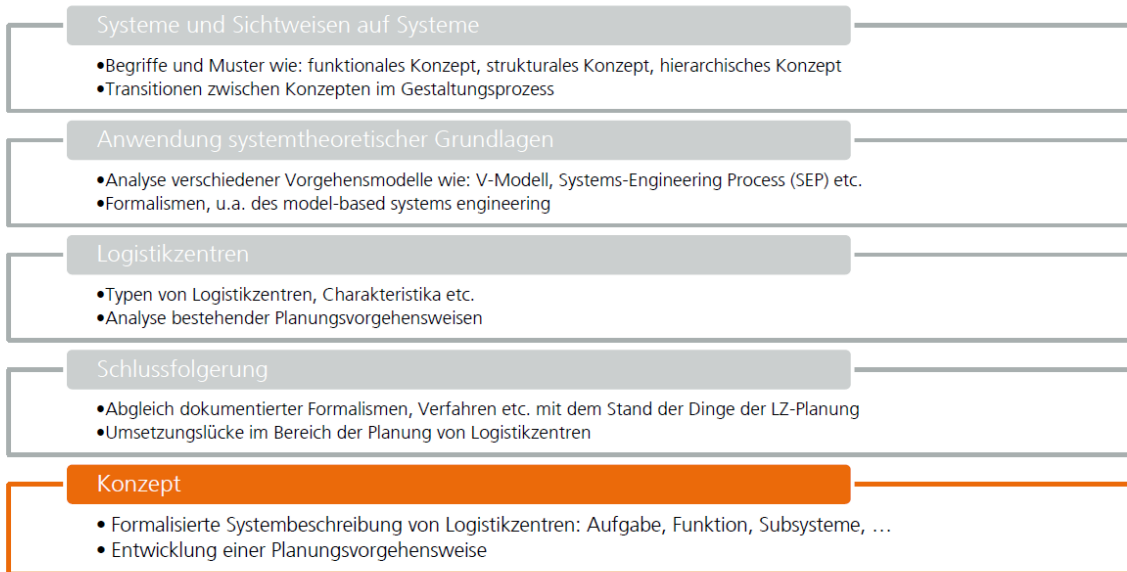 Systeme und Sichtweisen auf Systeme
•Begriffe und Muster wie: funktionales Konzept, strukturales Konzept, hierarchisches Konzept
•Transitionen zwischen Konzepten im Gestaltungsprozess
Anwendung systemtheoretischer Grundlagen
•Analyse verschiedener Vorgehensmodelle wie: V-Modell, Systems-Engineering Process (SEP) etc.
•Formalismen, u.a. des model-based systems engineering
Logistikzentren
•Typen von Logistikzentren, Charakteristika etc.
•Analyse bestehender Planungsvorgehensweisen
Schlussfolgerung
•Abgleich dokumentierter Formalismen, Verfahren etc. mit dem Stand der Dinge der LZ-Planung
•Umsetzungslücke im Bereich der Planung von Logistikzentren
Konzept
• Formalisierte Systembeschreibung von Logistikzentren: Aufgabe, Funktion, Subsysteme, …
• Entwicklung einer Planungsvorgehensweise